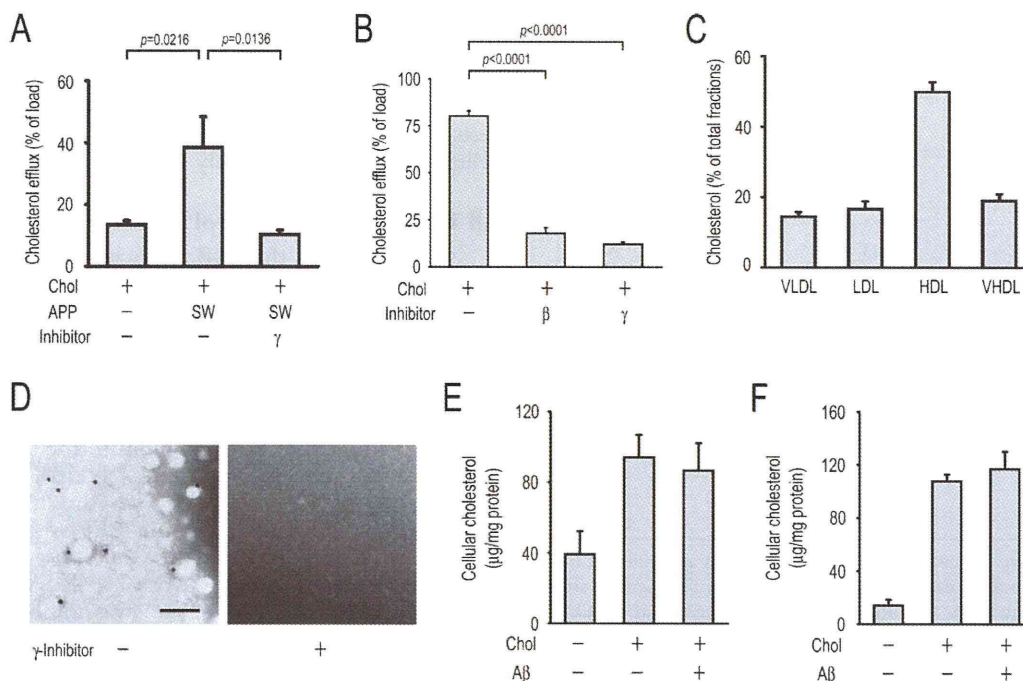 A
p=0.0216
p=0.0136
Cholesterol efflux (% of load)
60
40
20
0
Chol + + +
APP – SW SW
Inhibitor – – γ
B
p<0.0001
p<0.0001
Cholesterol efflux (% of load)
100
75
50
25
0
Chol + + +
Inhibitor – β γ
C
Cholesterol (% of total fractions)
60
40
20
0
VLDL LDL HDL VHDL
D
γ-Inhibitor – +
E
Cellular cholesterol
(μg/mg protein)
120
80
40
0
Chol – + +
Aβ – – +
F
Cellular cholesterol
(μg/mg protein)
160
120
80
40
0
Chol – + +
Aβ – – +